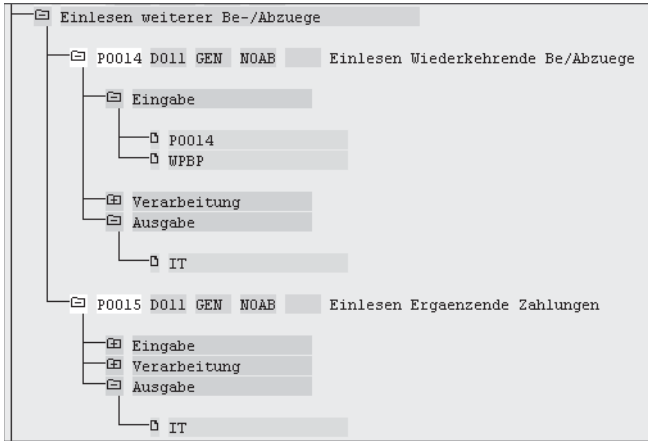 Einlesen weiterer Be-/Abzuege
P0014 D011 GEN NOAB Einlesen Wiederkehrende Be/Abzuege
Eingabe
P0014
WPBP
Verarbeitung
Ausgabe
IT
P0015 D011 GEN NOAB Einlesen Ergaenzende Zahlungen
Eingabe
Verarbeitung
Ausgabe
IT